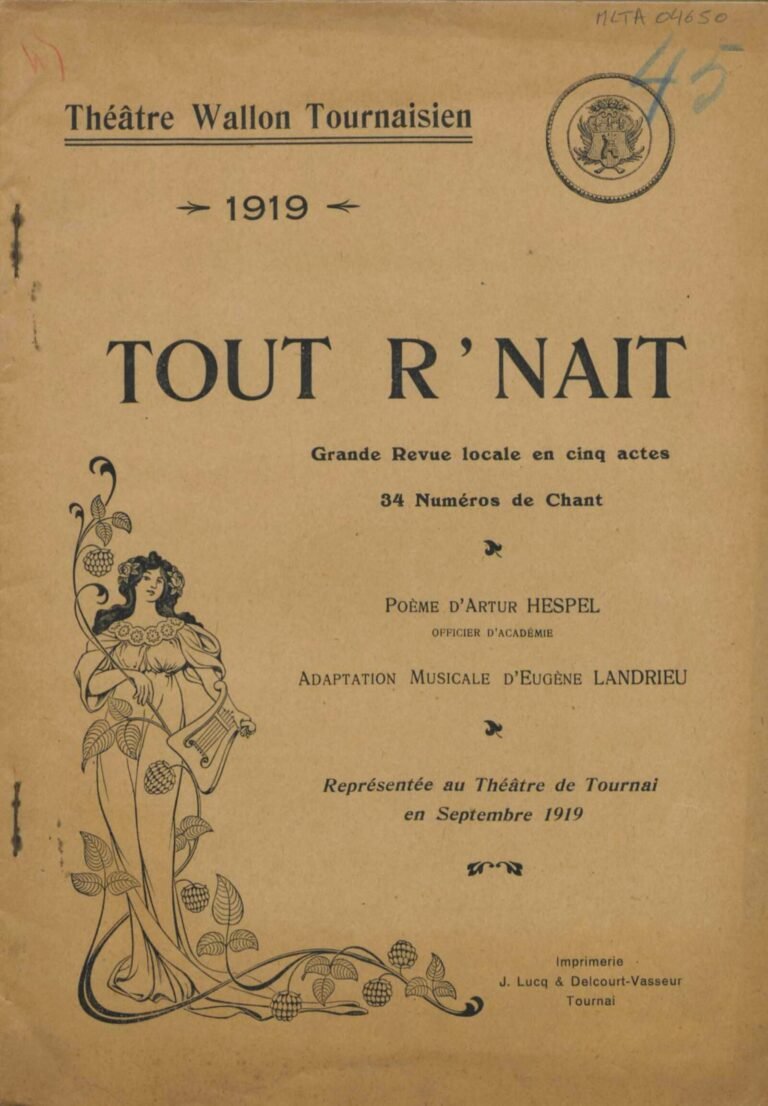 MLTA 04650
45
Théâtre Wallon Tournaisien
1919
TOUT R'NAIT
Grande Revue locale en cinq actes
34 Numéros de Chant
POÈME D'ARTUR HESPEL
OFFICIER D'ACADÉMIE
ADAPTATION MUSICALE D'EUGÈNE LANDRIEU
Représentée au Théâtre de Tournai
en Septembre 1919
Imprimerie
J. Lucq & Delcourt-Vasseur
Tournai